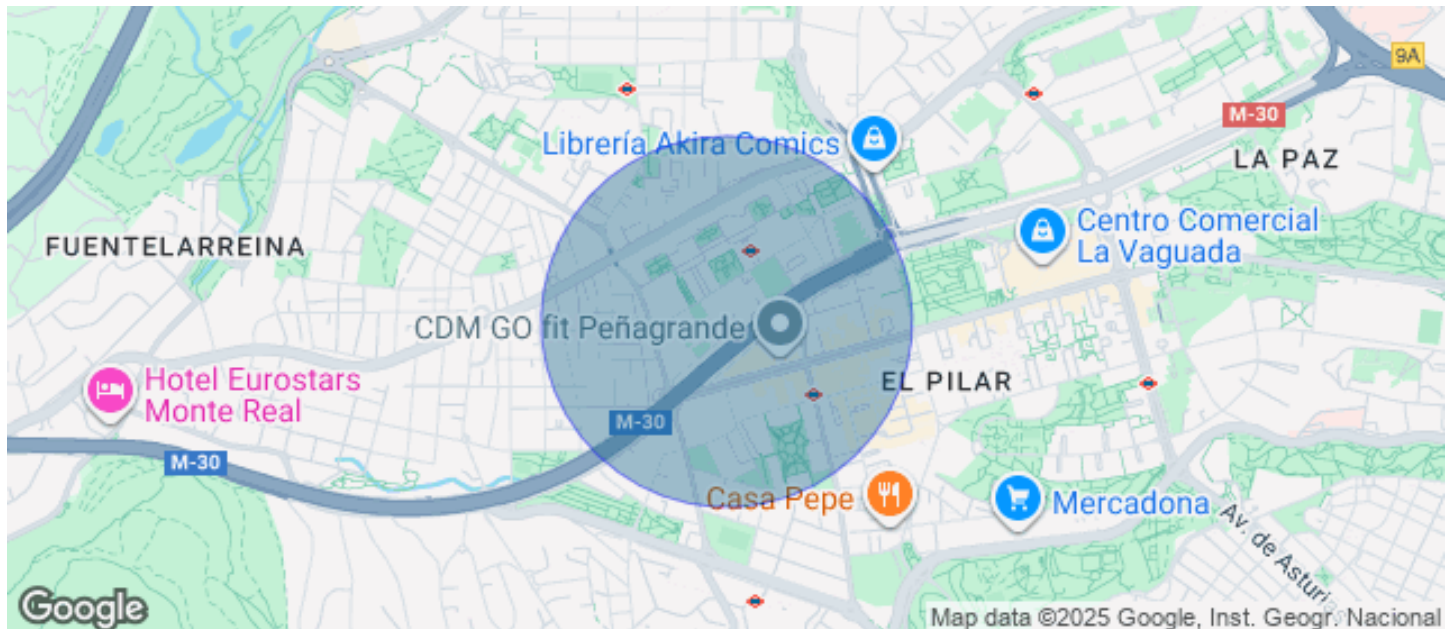 9A
M-30
Librería Akira Comics
LA PAZ
Centro Comercial
La Vaguada
FUENTELARREINA
CDM GO fit Peñagrande
EL PILAR
Hotel Eurostars
Monte Real
M-30
M-30
Casa Pepe
Mercadona
Av. de Asturias
Google
Map data ©2025 Google, Inst. Geogr. Nacional